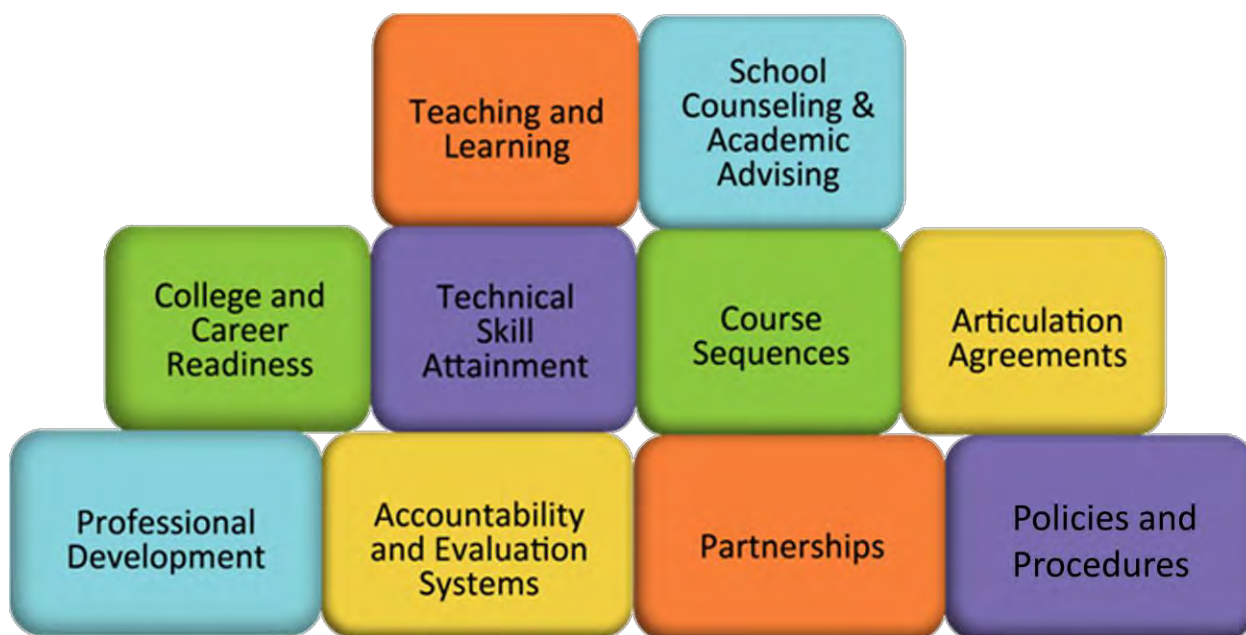 Teaching and
Learning
School
Counseling &
Academic
Advising
College and
Career
Readiness
Technical
Skill
Attainment
Course
Sequences
Articulation
Agreements
Professional
Development
Accountability
and Evaluation
Systems
Partnerships
Policies and
Procedures